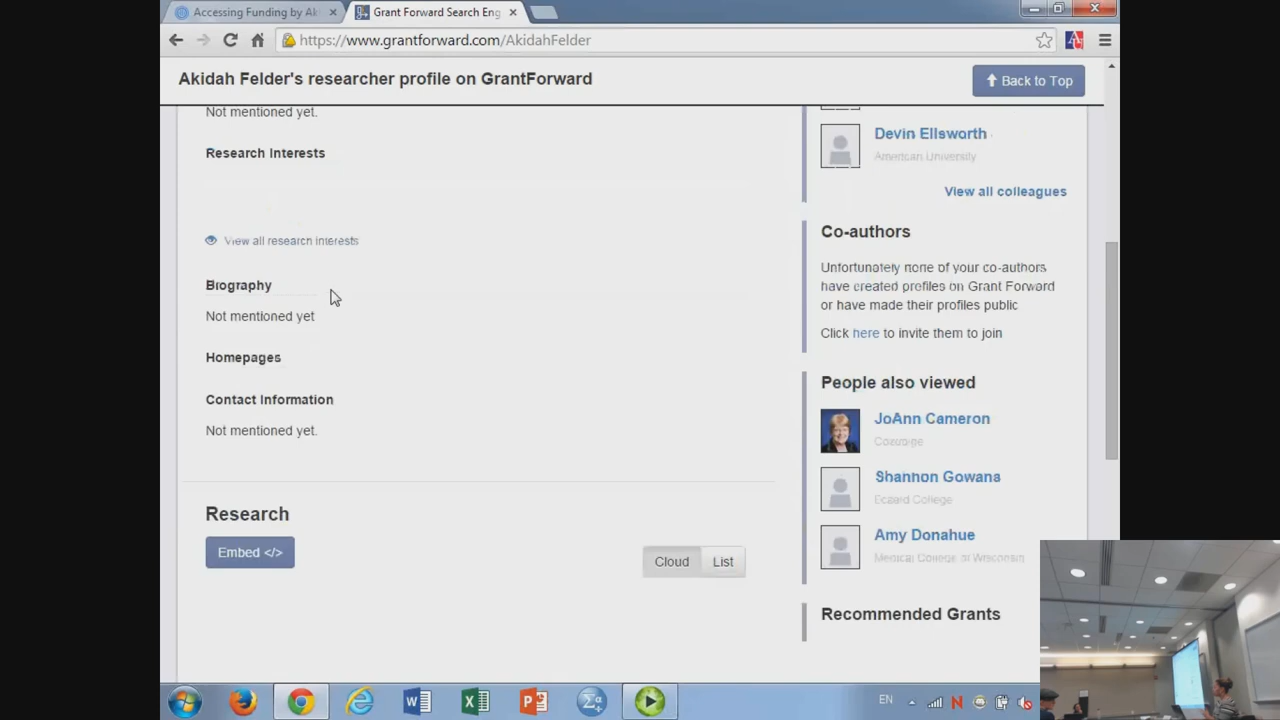 Accessing Funding by Ak
Grant Forward Search Eng
https://www.grantforward.com/AkidahFelder
Akidah Felder's researcher profile on GrantForward
Back to Top
Not mentioned yet.
Research Interests
View all research interests
Biography
Not mentioned yet
Homepages
Contact Information
Not mentioned yet.
Research
Embed </>
Cloud
List
Devin Ellsworth
American University
View all colleagues
Co-authors
Unfortunately none of your co-authors
have created profiles on Grant Forward
or have made their profiles public
Click here to invite them to join
People also viewed
JoAnn Cameron
Shannon Gowans
Eckerd College
Amy Donahue
Medical College of Wisconsin
Recommended Grants
EN